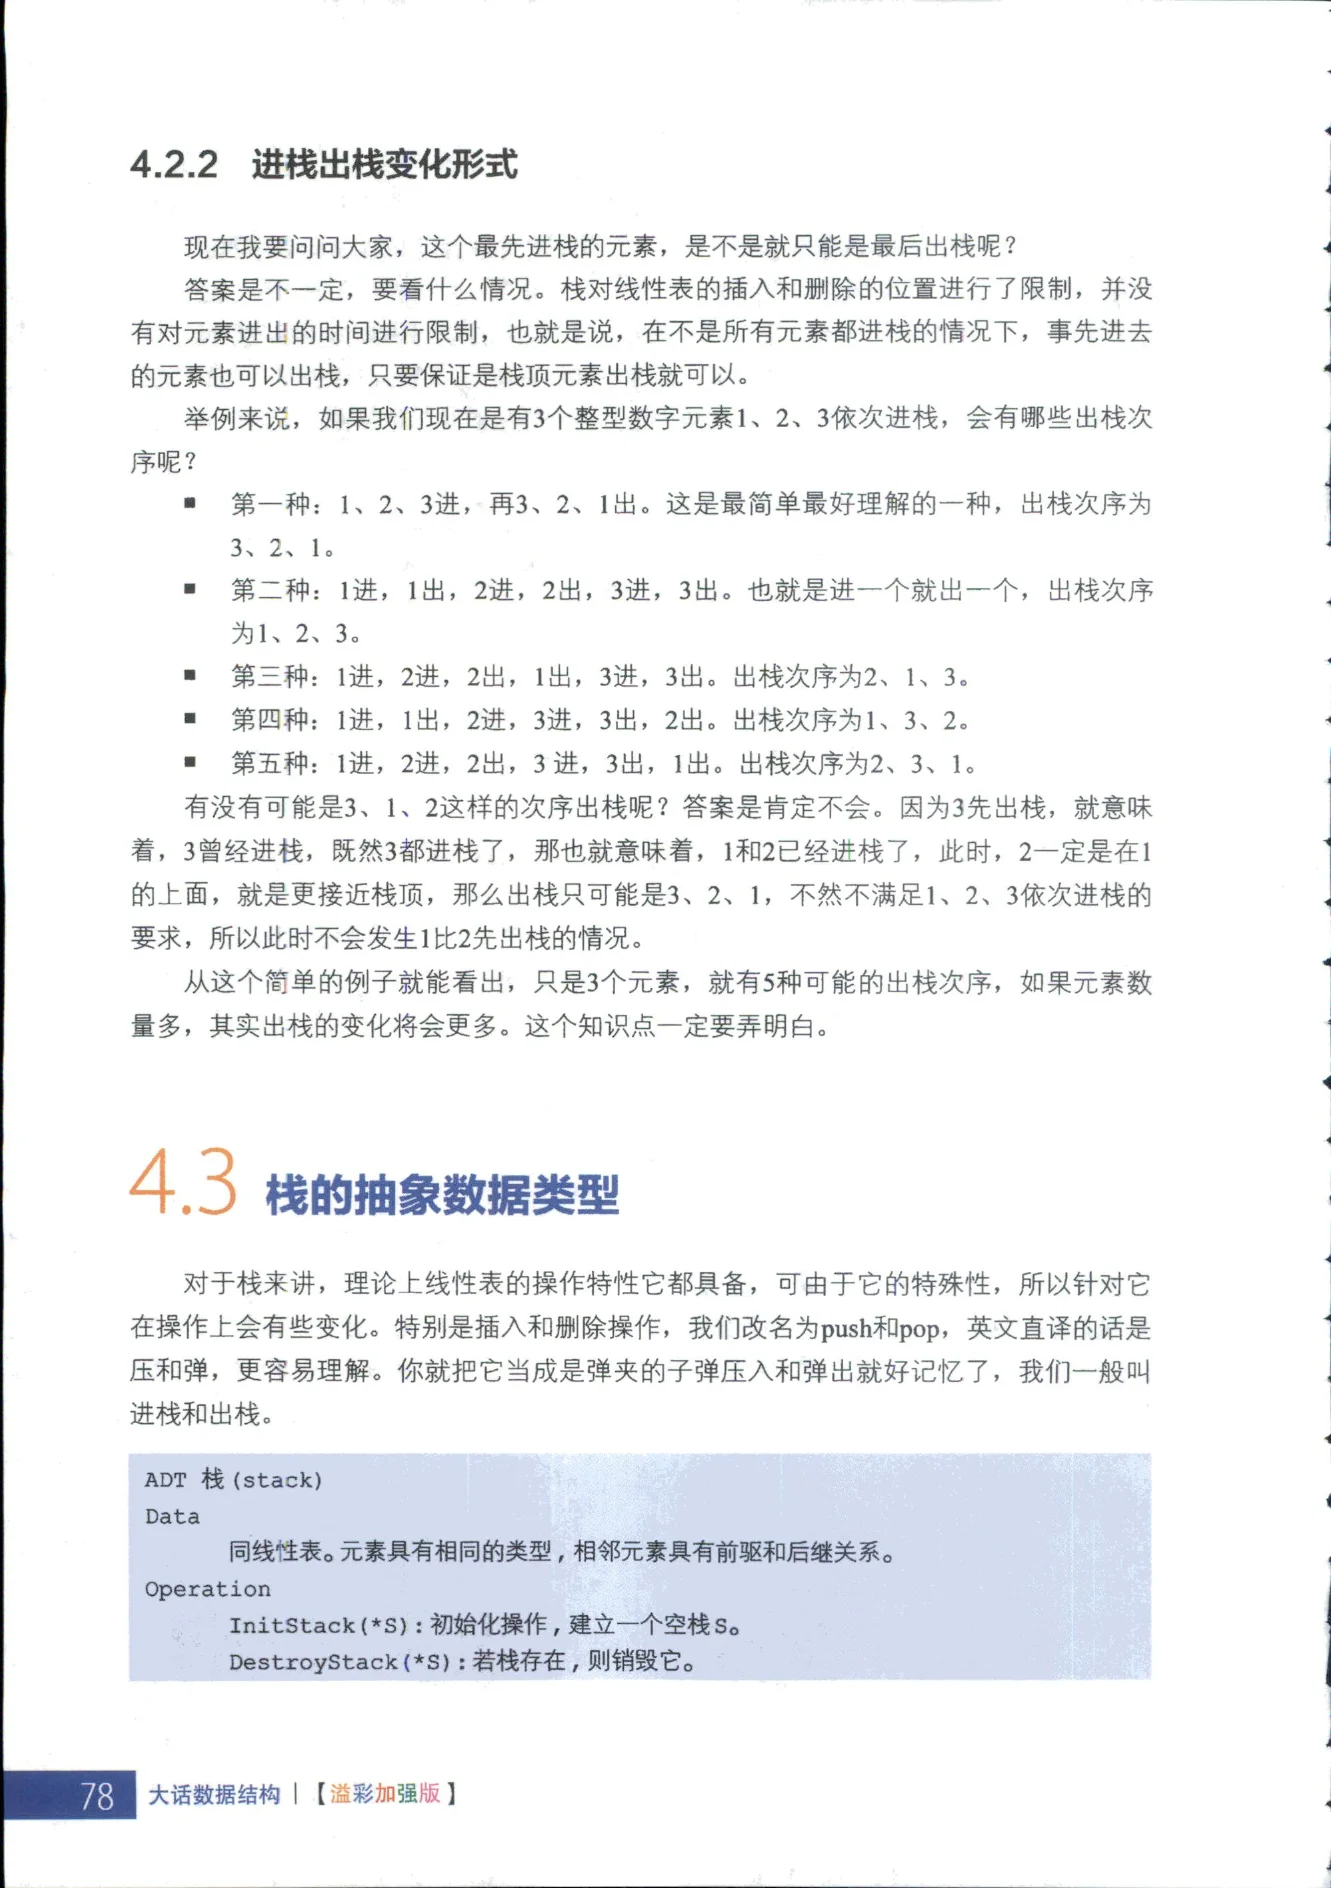 4.2.2 进栈出栈变化形式
现在我要问问大家，这个最先进栈的元素，是不是就只能是最后出栈呢？
答案是不一定，要看什么情况。栈对线性表的插入和删除的位置进行了限制，并没
有对元素进出的时间进行限制，也就是说，在不是所有元素都进栈的情况下，事先进去
的元素也可以出栈，只要保证是栈顶元素出栈就可以。
举例来说，如果我们现在是有3个整型数字元素1、2、3依次进栈，会有哪些出栈次
序呢？
■ 第一种：1、2、3进，再3、2、1出。这是最简单最好理解的一种，出栈次序为
3、2、1。
■ 第二种：1进，1出，2进，2出，3进，3出。也就是进一个就出一个，出栈次序
为1、2、3。
■ 第三种：1进，2进，2出，1出，3进，3出。出栈次序为2、1、3。
■ 第四种：1进，1出，2进，3进，3出，2出。出栈次序为1、3、2。
■ 第五种：1进，2进，2出，3 进，3出，1出。出栈次序为2、3、1。
有没有可能是3、1、2这样的次序出栈呢？答案是肯定不会。因为3先出栈，就意味
着，3曾经进栈，既然3都进栈了，那也就意味着，1和2已经进栈了，此时，2一定是在1
的上面，就是更接近栈顶，那么出栈只可能是3、2、1，不然不满足1、2、3依次进栈的
要求，所以此时不会发生1比2先出栈的情况。
从这个简单的例子就能看出，只是3个元素，就有5种可能的出栈次序，如果元素数
量多，其实出栈的变化将会更多。这个知识点一定要弄明白。
4.3 栈的抽象数据类型
对于栈来讲，理论上线性表的操作特性它都具备，可由于它的特殊性，所以针对它
在操作上会有些变化。特别是插入和删除操作，我们改名为push和pop，英文直译的话是
压和弹，更容易理解。你就把它当成是弹夹的子弹压入和弹出就好记忆了，我们一般叫
进栈和出栈。
ADT 栈(stack)
Data
同线性表。元素具有相同的类型,相邻元素具有前驱和后继关系。
Operation
InitStack(*S):初始化操作,建立一个空栈S。
DestroyStack(*S):若栈存在,则销毁它。
78 大话数据结构 |【溢彩加强版】